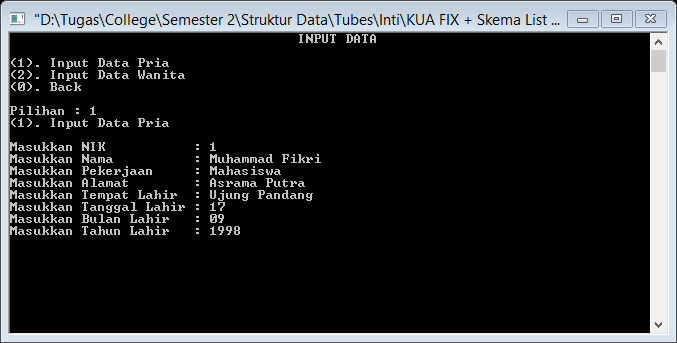 "D:\Tugas\College\Semester 2\Struktur Data\Tubes\Inti\KUA FIX + Skema List ...
INPUT DATA
(1). Input Data Pria
(2). Input Data Wanita
(0). Back
Pilihan : 1
(1). Input Data Pria
Masukkan NIK : 1
Masukkan Nama : Muhammad Fikri
Masukkan Pekerjaan : Mahasiswa
Masukkan Alamat : Asrama Putra
Masukkan Tempat Lahir : Ujung Pandang
Masukkan Tanggal Lahir : 17
Masukkan Bulan Lahir : 09
Masukkan Tahun Lahir : 1998